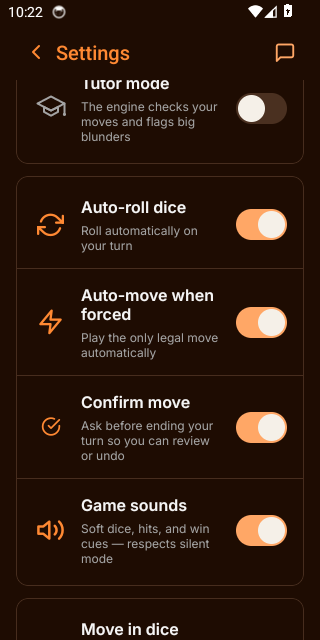 10:22
Settings
Tutor mode
The engine checks your
moves and flags big
blunders
Auto-roll dice
Roll automatically on
your turn
Auto-move when
forced
Play the only legal move
automatically
Confirm move
Ask before ending your
turn so you can review
or undo
Game sounds
Soft dice, hits, and win
cues — respects silent
mode
Move in dice